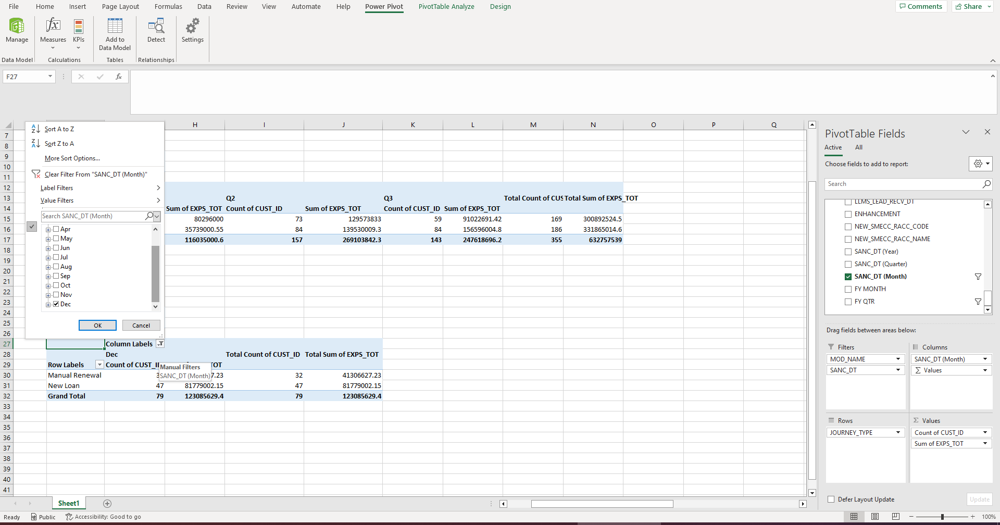 File Home Insert Page Layout Formulas Data Review View Automate Help Power Pivot PivotTable Analyze Design Comments Share
Manage Measures KPIs Add to Data Model Detect Settings
Data Model Calculations Tables Relationships
F27 fx
H I J K L M N O P Q
7
8
9
10
11
12
13 Q2 Q3 Total Count of CUS Total Sum of EXPS_TOT
14 Sum of EXPS_TOT Count of CUST_ID Sum of EXPS_TOT Count of CUST_ID Sum of EXPS_TOT
15 80296000 73 129573833 59 91022691.42 169 300892524.5
16 35739000.55 84 139530009.3 84 156596004.8 186 331865014.6
17 116035000.6 157 269103842.3 143 247618696.2 355 632757539
18
19
20
21
22
23
24
25
26
Sort A to Z
Sort Z to A
More Sort Options...
Clear Filter From "SANC_DT (Month)"
Label Filters
Value Filters
Search SANC_DT (Month)
Apr
May
Jun
Jul
Aug
Sep
Oct
Nov
Dec
OK Cancel
27 Column Labels
28 Dec Total Count of CUST_ID Total Sum of EXPS_TOT
29 Row Labels Count of CUST_I TOT
Manual Filters
SANC_DT (Month)
30 Manual Renewal 3 7.23 32 41306627.23
31 New Loan 47 81779002.15 47 81779002.15
32 Grand Total 79 123085629.4 79 123085629.4
33
34
35
36
37
38
39
40
41
PivotTable Fields
Active All
Choose fields to add to report:
Search
LLMS_LEAD_RECV_DT
ENHANCEMENT
NEW_SMECC_RACC_CODE
NEW_SMECC_RACC_NAME
SANC_DT (Year)
SANC_DT (Quarter)
SANC_DT (Month)
FY MONTH
FY QTR
Drag fields between areas below:
Filters
MOD_NAME
SANC_DT
Columns
SANC_DT (Month)
Σ Values
Rows
JOURNEY_TYPE
Σ Values
Count of CUST_ID
Sum of EXPS_TOT
Defer Layout Update Update
Sheet1
Ready Public Accessibility: Good to go 100%